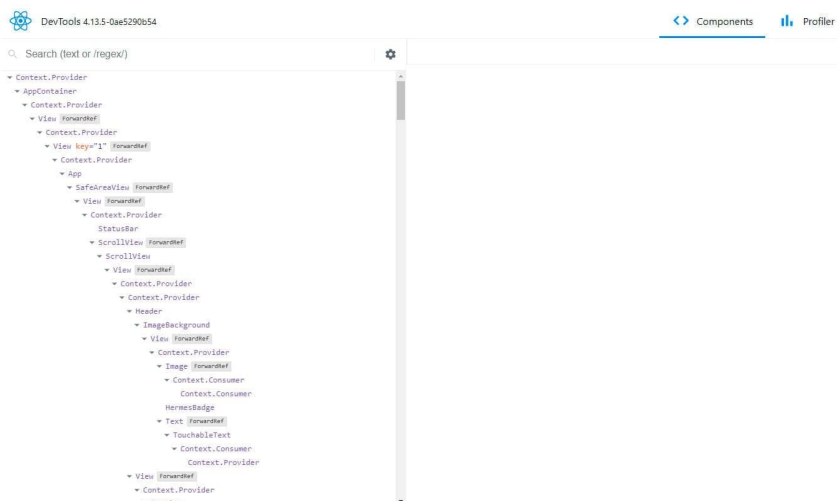 DevTools 4.13.5-0ae5290b54
Components
Profiler
Search (text or /regex/)
Context.Provider
AppContainer
Context.Provider
View ForwardRef
Context.Provider
View key="1" ForwardRef
Context.Provider
App
SafeAreaView ForwardRef
View ForwardRef
Context.Provider
StatusBar
ScrollView ForwardRef
ScrollView
View ForwardRef
Context.Provider
Context.Provider
Header
ImageBackground
View ForwardRef
Context.Provider
Image ForwardRef
Context.Consumer
Context.Consumer
HermesBadge
Text ForwardRef
TouchableText
Context.Consumer
Context.Provider
View ForwardRef
Context.Provider